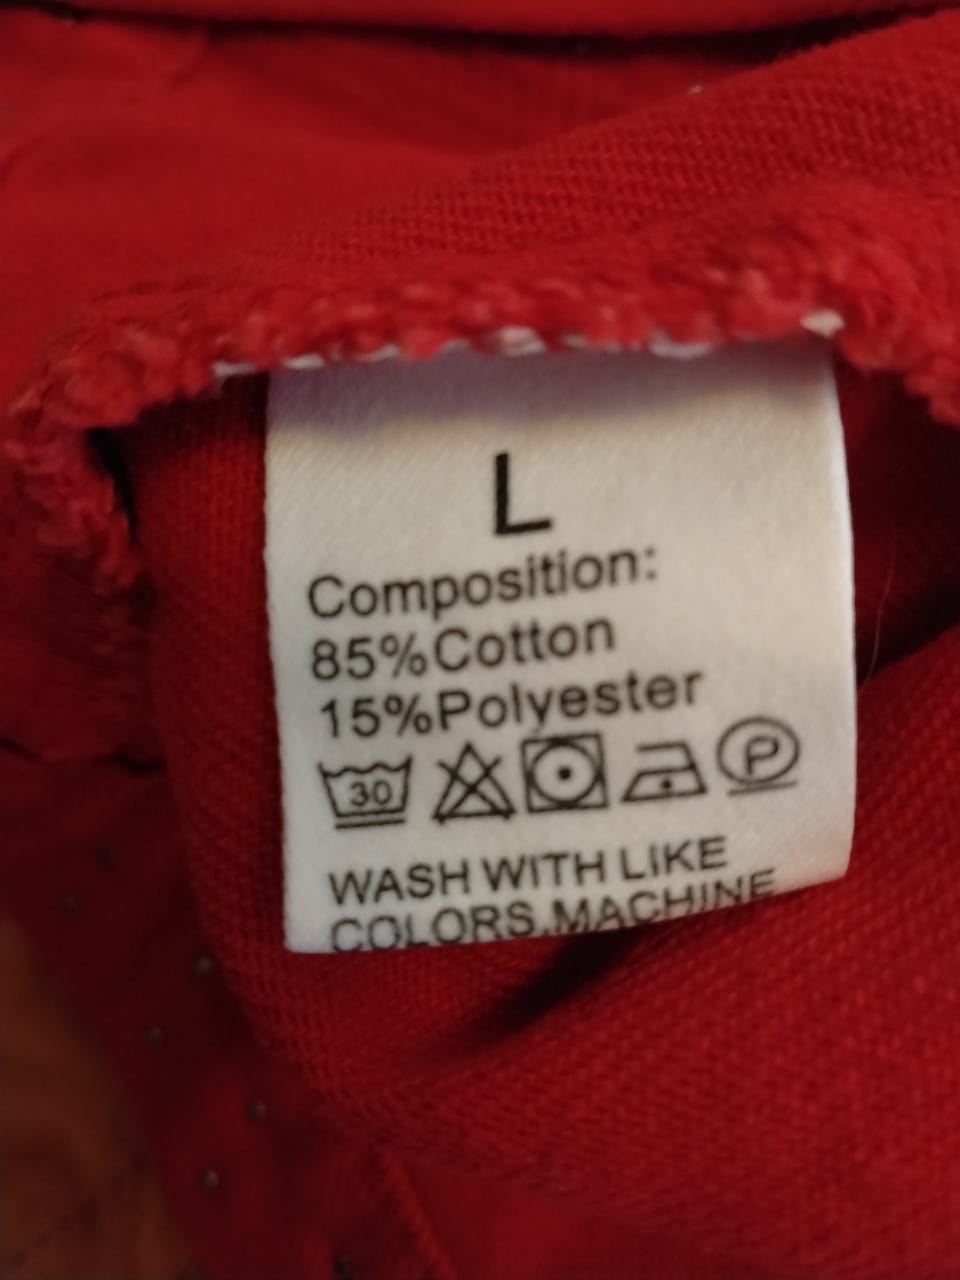 L
Composition:
85%Cotton
15%Polyester
30 P
WASH WITH LIKE
COLORS.MACHINE